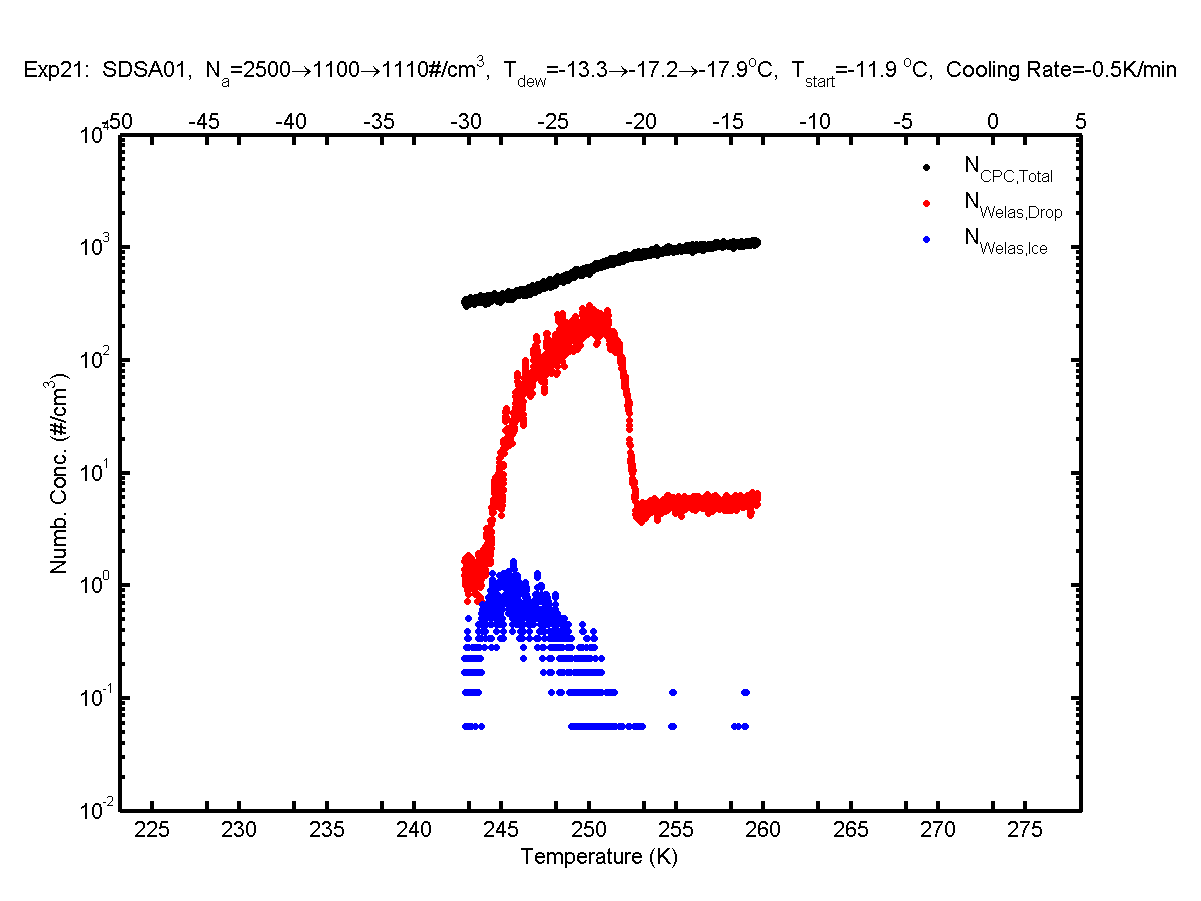 Exp21: SDSA01, Na=2500→1100→1110#/cm3, Tdew=-13.3→-17.2→-17.9oC, Tstart=-11.9 oC, Cooling Rate=-0.5K/min
-50 -45 -40 -35 -30 -25 -20 -15 -10 -5 0 5
104
103
102
101
100
10-1
10-2
NCPC,Total
NWelas,Drop
NWelas,Ice
Numb. Conc. (#/cm3)
225 230 235 240 245 250 255 260 265 270 275
Temperature (K)